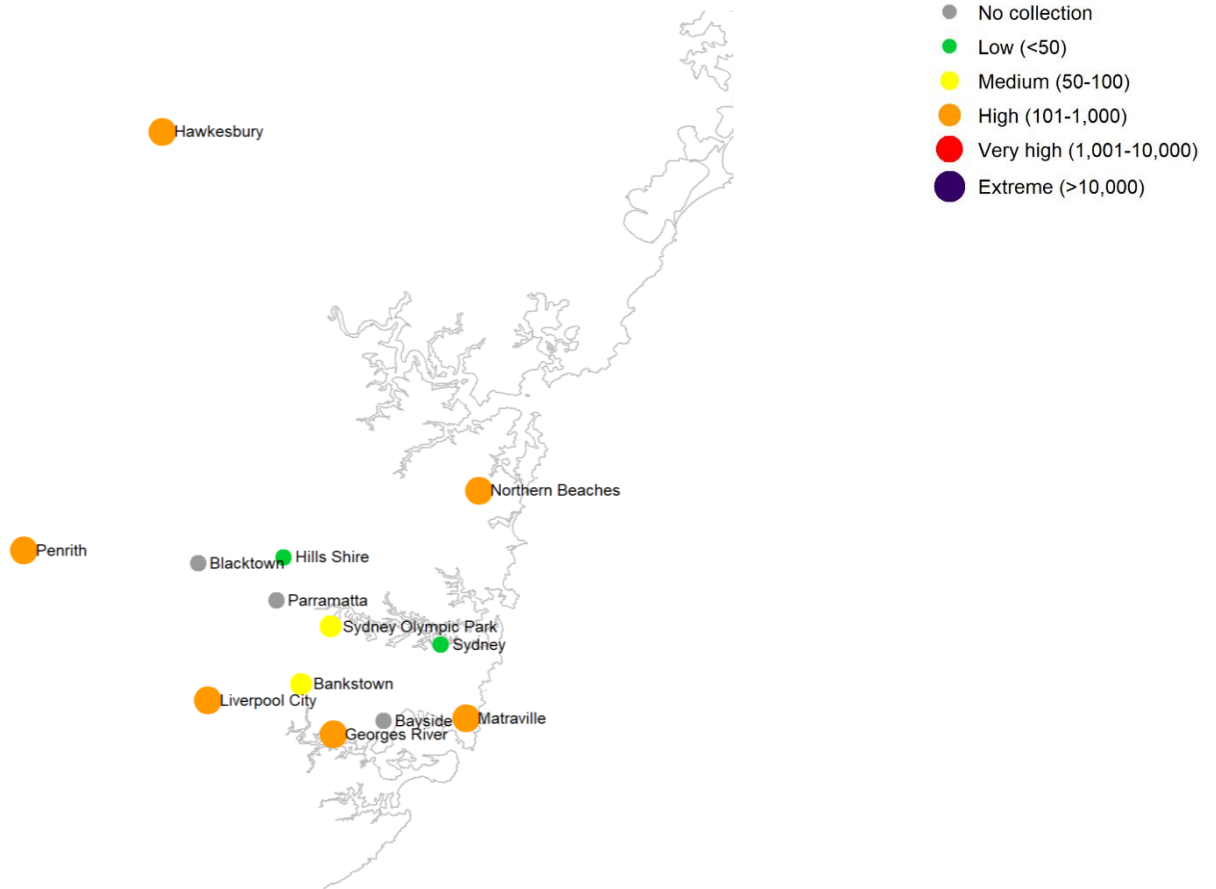 No collection
Low (<50)
Medium (50-100)
High (101-1,000)
Very high (1,001-10,000)
Extreme (>10,000)
Hawkesbury
Northern Beaches
Penrith
Hills Shire
Blacktown
Parramatta
Sydney Olympic Park
Sydney
Bankstown
Liverpool City
Matraville
Bayside
Georges River